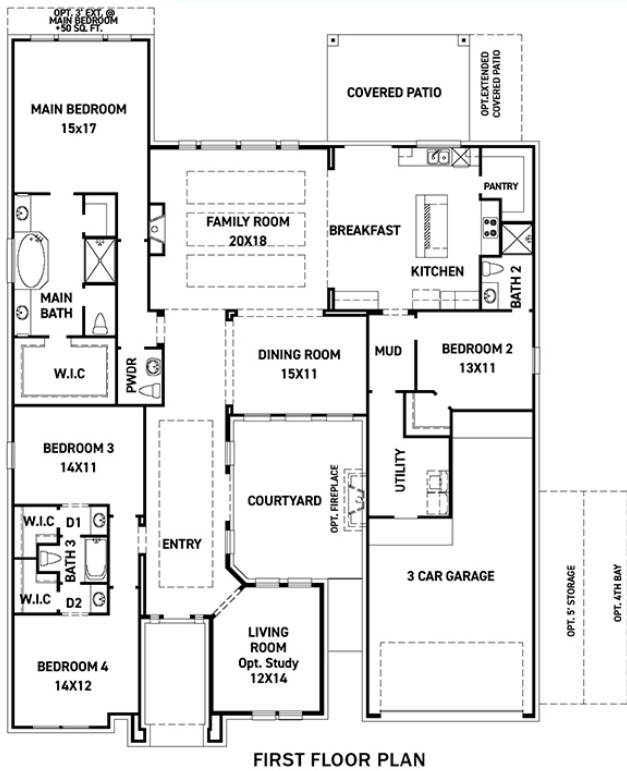 OPT. 3' EXT. @
MAIN BEDROOM
+50 SQ. FT.
MAIN BEDROOM
15x17
COVERED PATIO
OPT.EXTENDED
COVERED PATIO
PANTRY
FAMILY ROOM
20X18
BREAKFAST
KITCHEN
MAIN
BATH
BATH 2
W.I.C
PWDR
DINING ROOM
15X11
MUD
BEDROOM 2
13X11
BEDROOM 3
14X11
COURTYARD
OPT. FIREPLACE
UTILITY
W.I.C
D1
BATH 3
ENTRY
3 CAR GARAGE
W.I.C
D2
OPT. 5' STORAGE
OPT. 4TH BAY
BEDROOM 4
14X12
LIVING
ROOM
Opt. Study
12X14
FIRST FLOOR PLAN